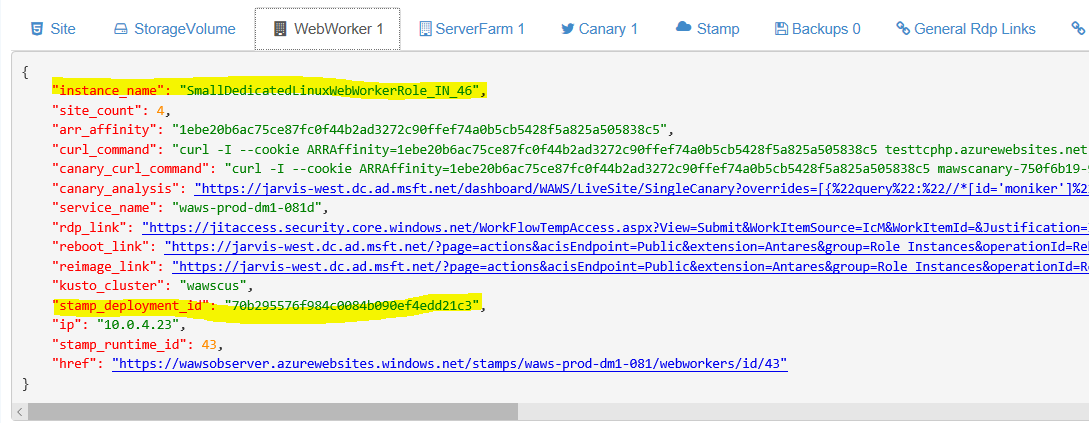 Site StorageVolume WebWorker 1 ServerFarm 1 Canary 1 Stamp Backups 0 General Rdp Links
{
"instance_name": "SmallDedicatedLinuxWebWorkerRole_IN_46",
"site_count": 4,
"arr_affinity": "1ebe20b6ac75ce87fc0f44b2ad3272c90ffef74a0b5cb5428f5a825a505838c5",
"curl_command": "curl -I --cookie ARRAffinity=1ebe20b6ac75ce87fc0f44b2ad3272c90ffef74a0b5cb5428f5a825a505838c5 testtcphp.azurewebsites.net
"canary_curl_command": "curl -I --cookie ARRAffinity=1ebe20b6ac75ce87fc0f44b2ad3272c90ffef74a0b5cb5428f5a825a505838c5 mawscanary-750f6b19-
"canary_analysis": "https://jarvis-west.dc.ad.msft.net/dashboard/WAWS/LiveSite/SingleCanary?overrides=[{%22query%22:%22//*[id='moniker']%2
"service_name": "waws-prod-dm1-081d",
"rdp_link": "https://jitaccess.security.core.windows.net/WorkFlowTempAccess.aspx?View=Submit&WorkItemSource=IcM&WorkItemId=&Justification=
"reboot_link": "https://jarvis-west.dc.ad.msft.net/?page=actions&acisEndpoint=Public&extension=Antares&group=Role Instances&operationId=Re
"reimage_link": "https://jarvis-west.dc.ad.msft.net/?page=actions&acisEndpoint=Public&extension=Antares&group=Role Instances&operationId=R
"kusto_cluster": "wawscus",
"stamp_deployment_id": "70b295576f984c0084b090ef4edd21c3",
"ip": "10.0.4.23",
"stamp_runtime_id": 43,
"href": "https://wawsobserver.azurewebsites.windows.net/stamps/waws-prod-dm1-081/webworkers/id/43"
}